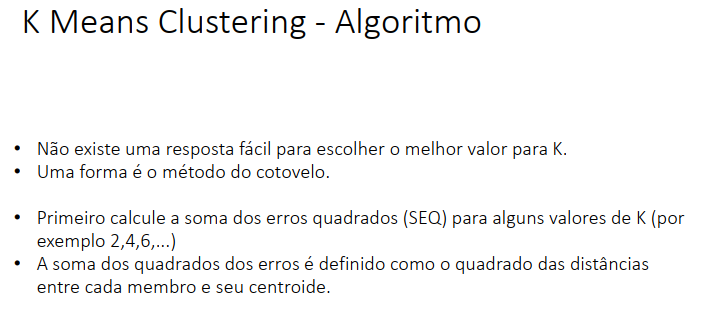 K Means Clustering - Algoritmo
• Não existe uma resposta fácil para escolher o melhor valor para K.
• Uma forma é o método do cotovelo.
• Primeiro calcule a soma dos erros quadrados (SEQ) para alguns valores de K (por
exemplo 2,4,6,...)
• A soma dos quadrados dos erros é definido como o quadrado das distâncias
entre cada membro e seu centroide.